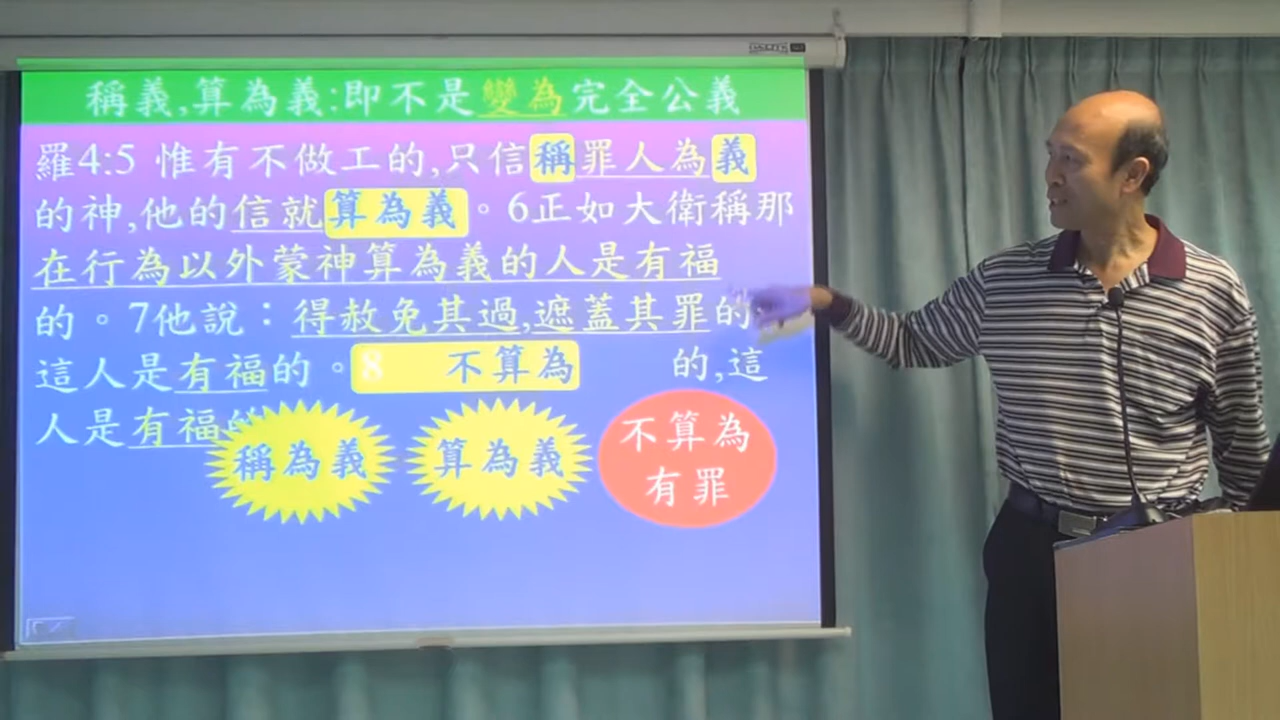 稱義,算為義:即不是變為完全公義
羅4:5 惟有不做工的,只信稱罪人為義
的神,他的信就算為義。6正如大衛稱那
在行為以外蒙神算為義的人是有福
的。7他說：得赦免其過,遮蓋其罪的
這人是有福的。8 不算為 的,這
人是有福的
稱為義
算為義
不算為
有罪